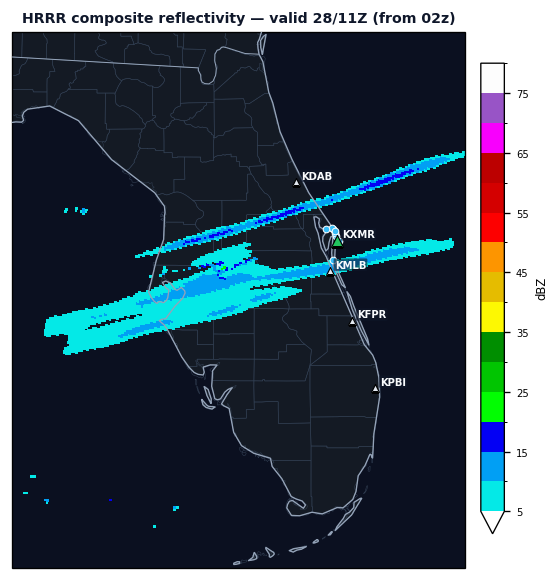 HRRR composite reflectivity — valid 28/11Z (from 02z)
KDAB
KXMR
KMLB
KFPR
KPBI
75
65
55
45
35
25
15
5
dBZ